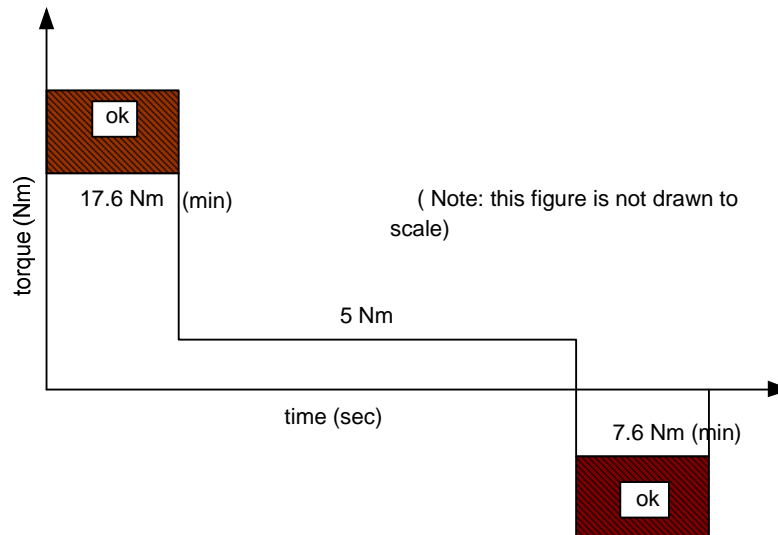 ok
17.6 Nm (min)
( Note: this figure is not drawn to
scale)
torque (Nm)
5 Nm
time (sec)
7.6 Nm (min)
ok